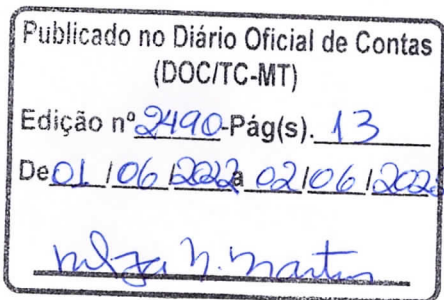 Publicado no Diário Oficial de Contas
(DOC/TC-MT)
Edição nº 2490-Pág(s). 13
De 01/06/2022 a 02/06/2022
N. Martins